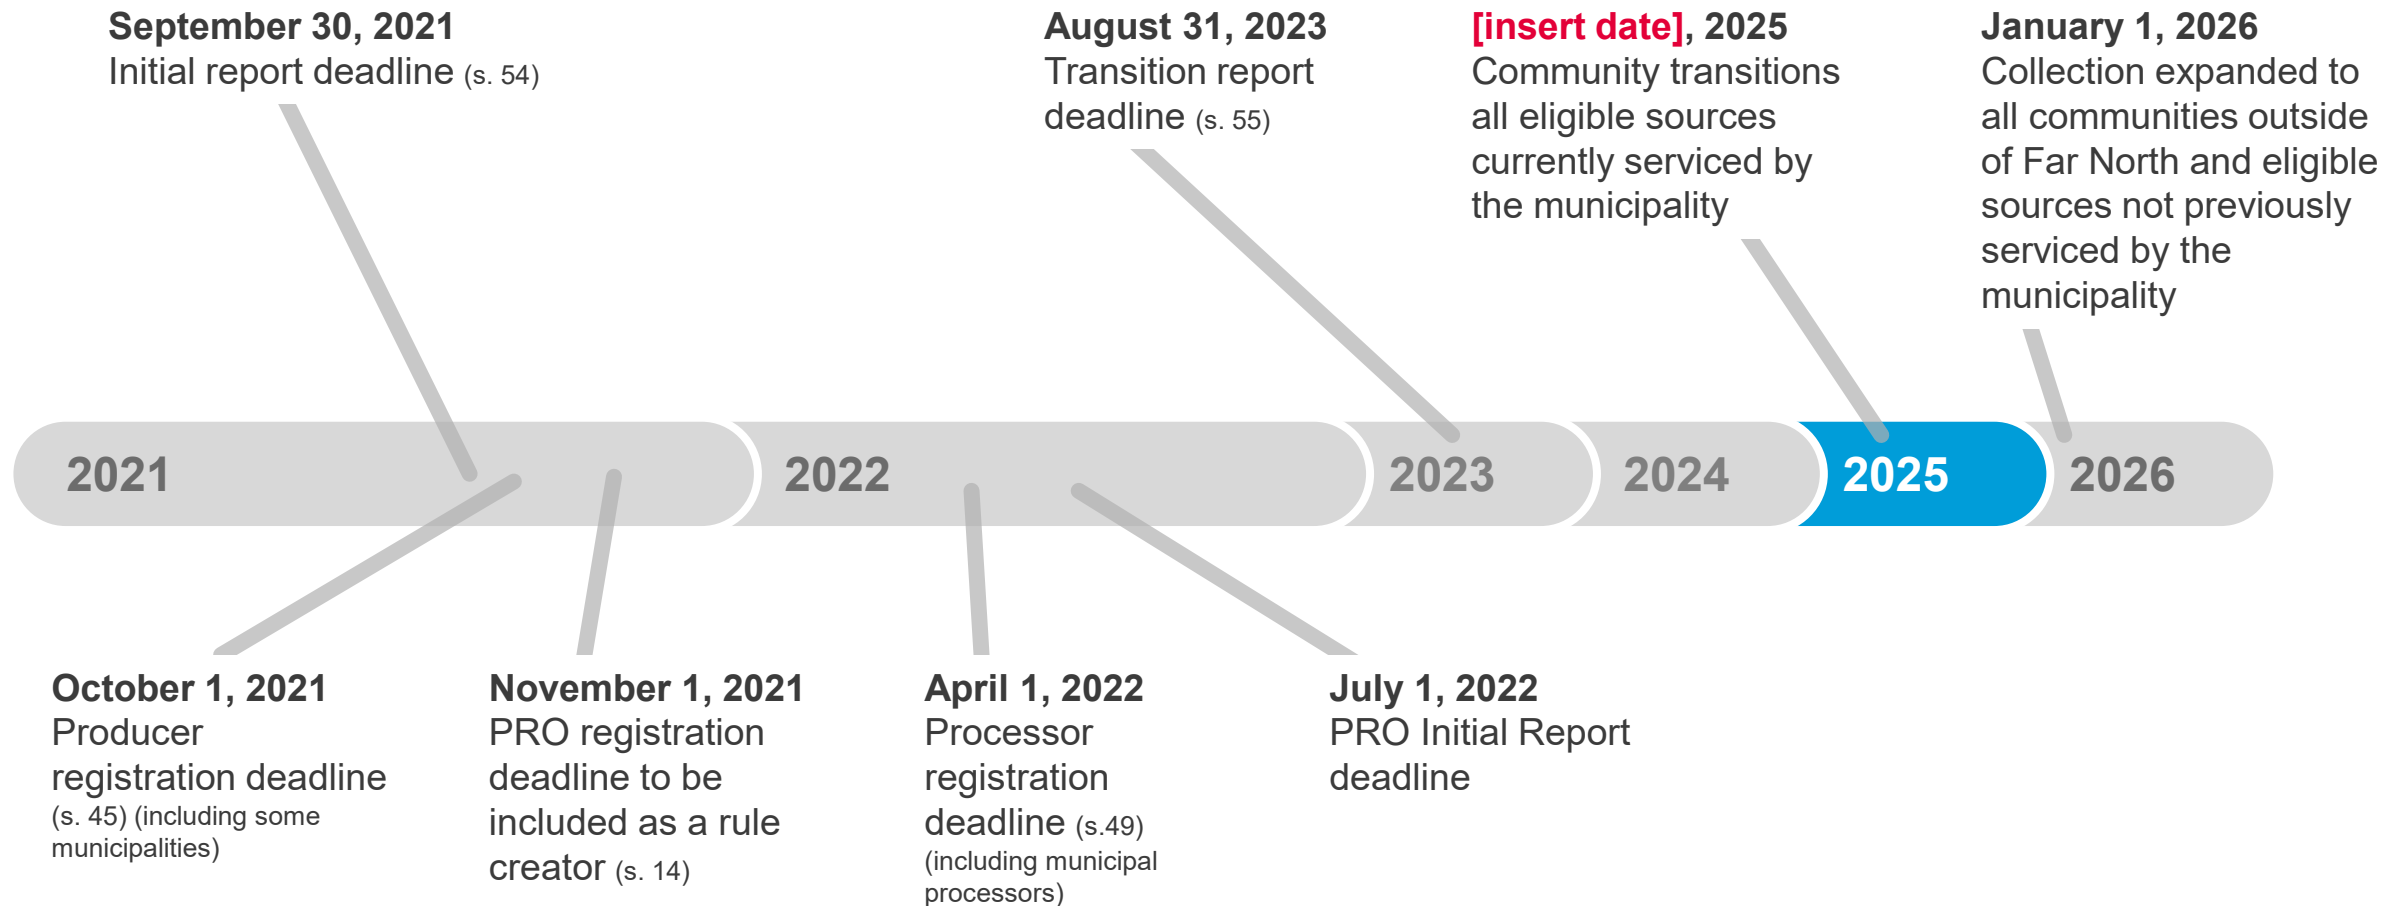 September 30, 2021
Initial report deadline (s. 54)
August 31, 2023
Transition report
deadline (s. 55)
[insert date], 2025
Community transitions
all eligible sources
currently serviced by
the municipality
January 1, 2026
Collection expanded to
all communities outside
of Far North and eligible
sources not previously
serviced by the
municipality
2021
2022
2023
2024
2025
2026
October 1, 2021
Producer
registration deadline
(s. 45) (including some
municipalities)
November 1, 2021
PRO registration
deadline to be
included as a rule
creator (s. 14)
April 1, 2022
Processor
registration
deadline (s.49)
(including municipal
processors)
July 1, 2022
PRO Initial Report
deadline